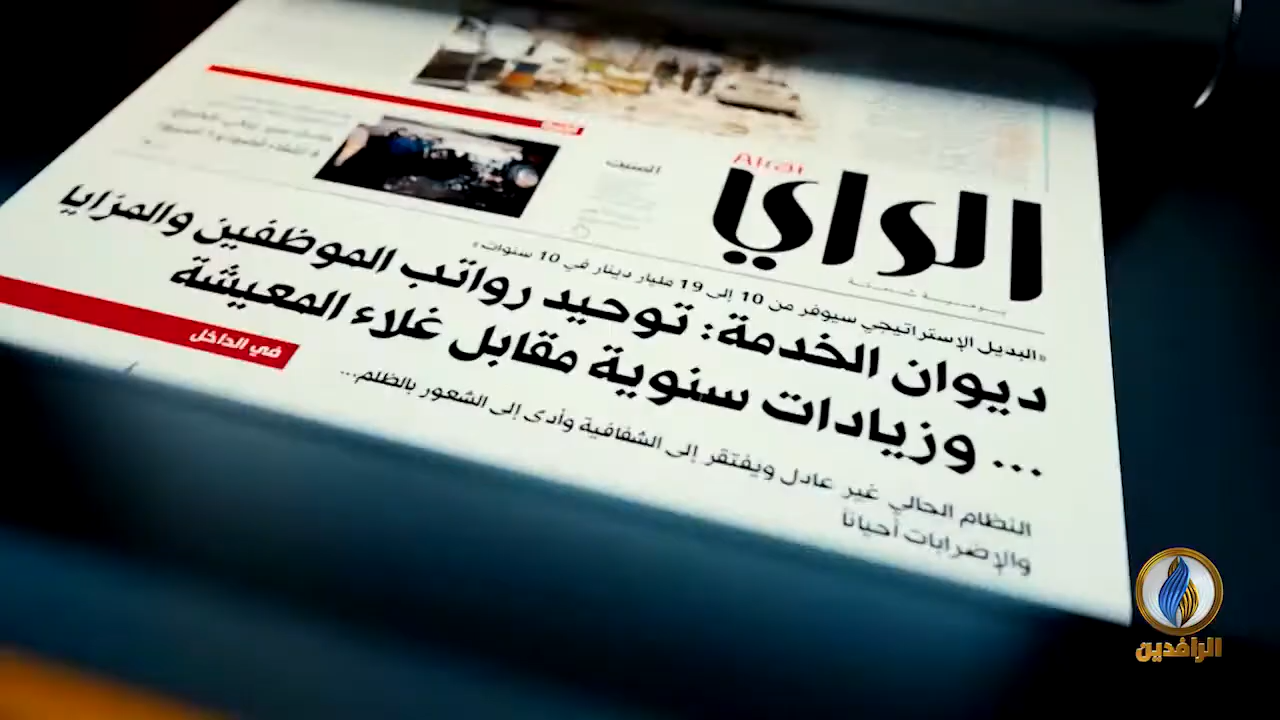 Alrai
الراي
يومية شاملة
السبت
«البديل الإستراتيجي سيوفر من 10 إلى 19 مليار دينار في 10 سنوات»
ديوان الخدمة: توحيد رواتب الموظفين والمزايا
... وزيادات سنوية مقابل غلاء المعيشة
النظام الحالي غير عادل ويفتقر إلى الشفافية وأدى إلى الشعور بالظلم...
والإضرابات أحياناً
في الداخل
الرافدين